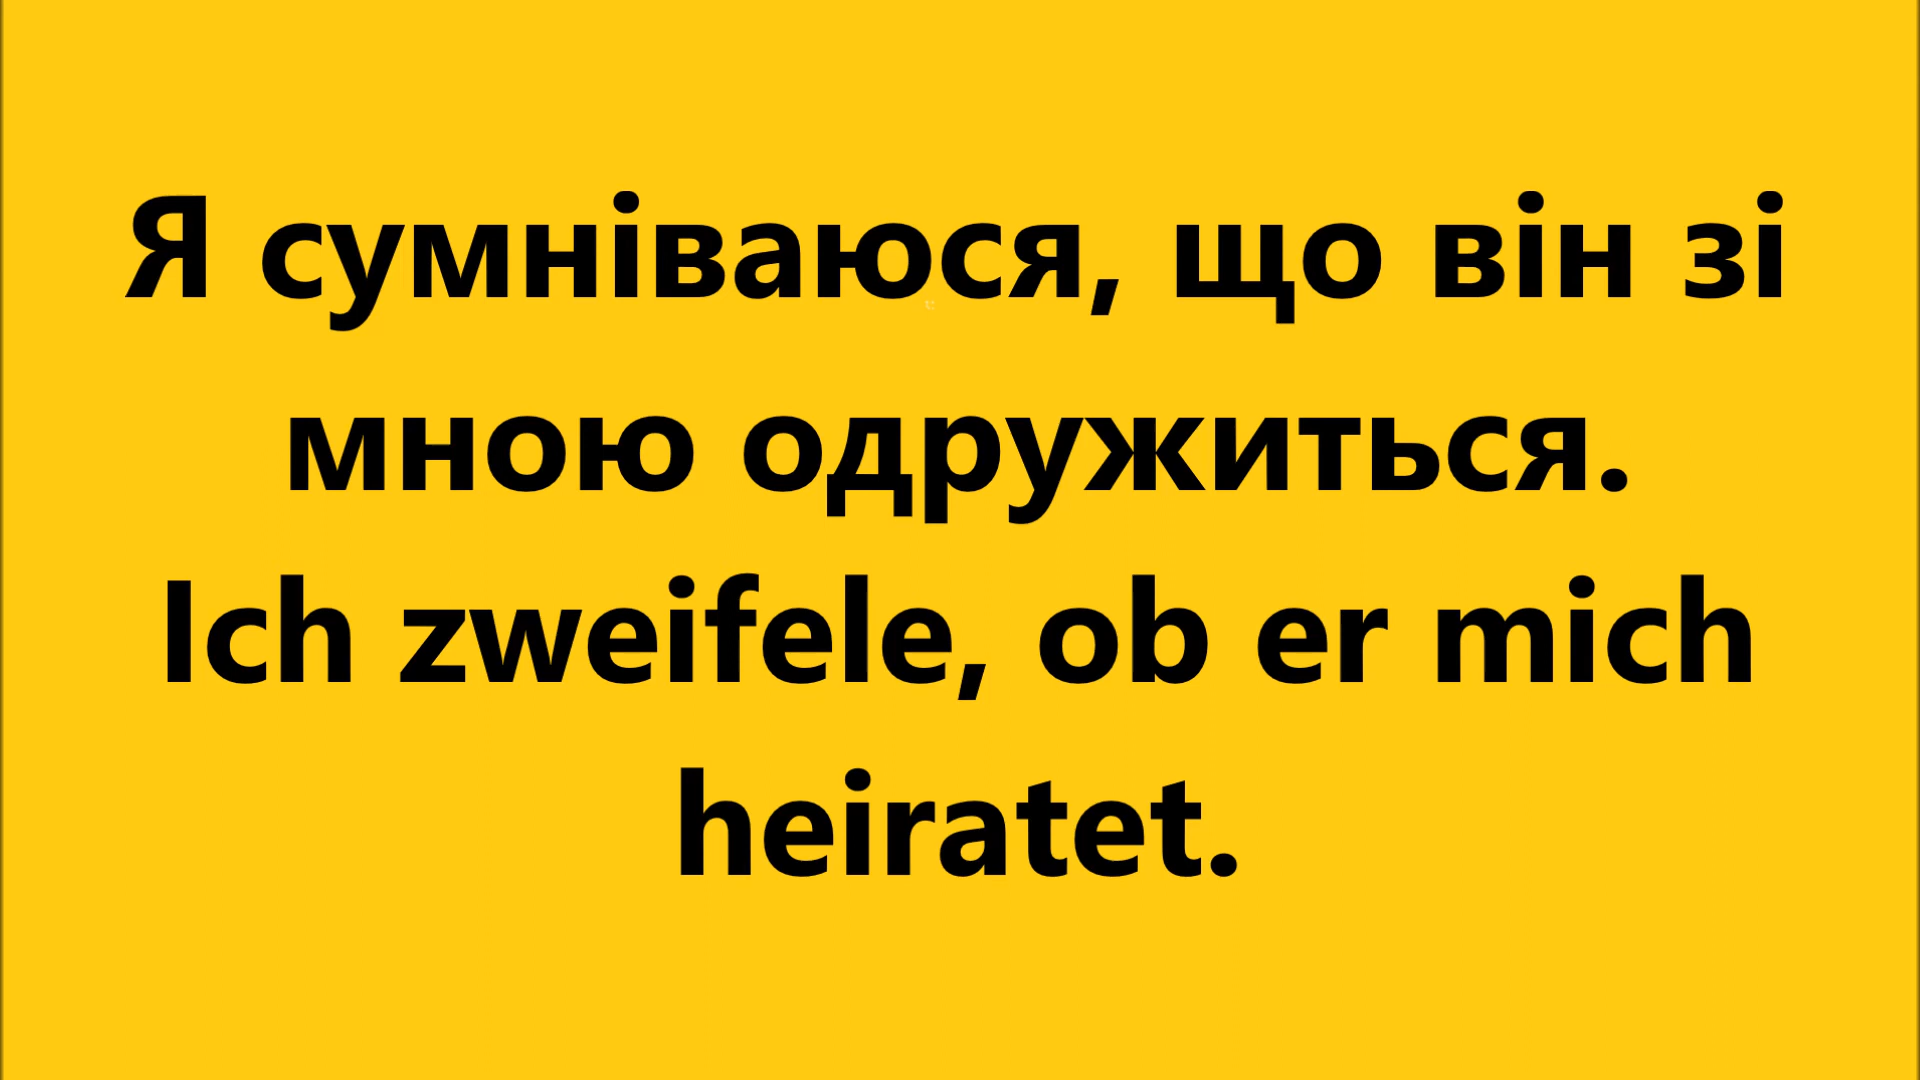 Я сумніваюся, що він зі
мною одружиться.
Ich zweifele, ob er mich
heiratet.